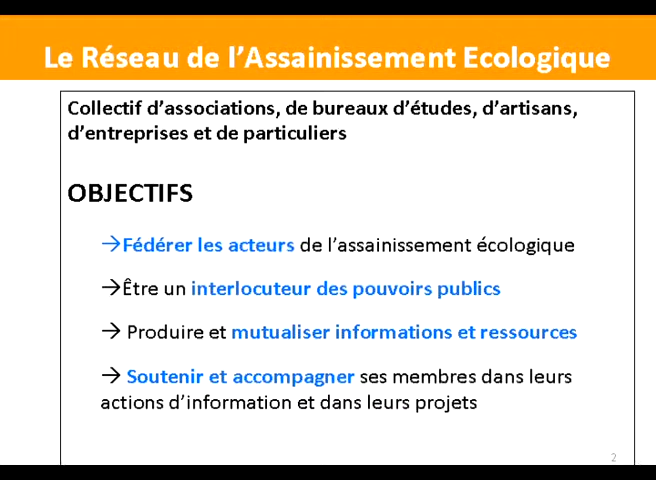 Le Réseau de l’Assainissement Ecologique
Collectif d’associations, de bureaux d’études, d’artisans,
d’entreprises et de particuliers
OBJECTIFS
→Fédérer les acteurs de l’assainissement écologique
→Être un interlocuteur des pouvoirs publics
→ Produire et mutualiser informations et ressources
→ Soutenir et accompagner ses membres dans leurs
actions d’information et dans leurs projets
2